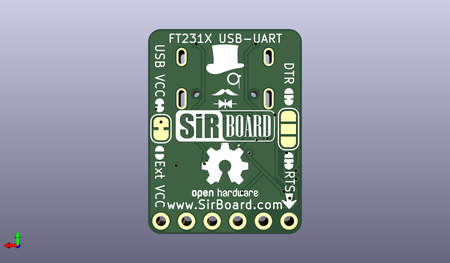 FT231X USB-UART
USB VCC
DTR
SiR BOARD
Ext VCC
RTS
open hardware
www.SirBoard.com